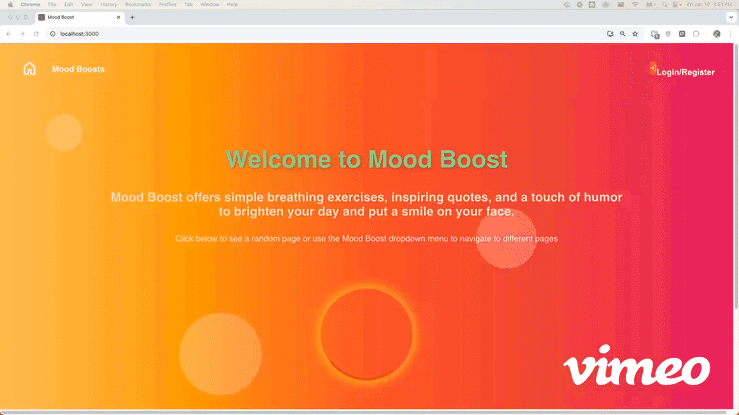 Chrome File Edit View History Bookmarks Profiles Tab Window Help
Mood Boost
localhost:3000
Mood Boosts
Login/Register
Welcome to Mood Boost
Mood Boost offers simple breathing exercises, inspiring quotes, and a touch of humor
to brighten your day and put a smile on your face.
Click below to see a random page or use the Mood Boost dropdown menu to navigate to different pages
vimeo